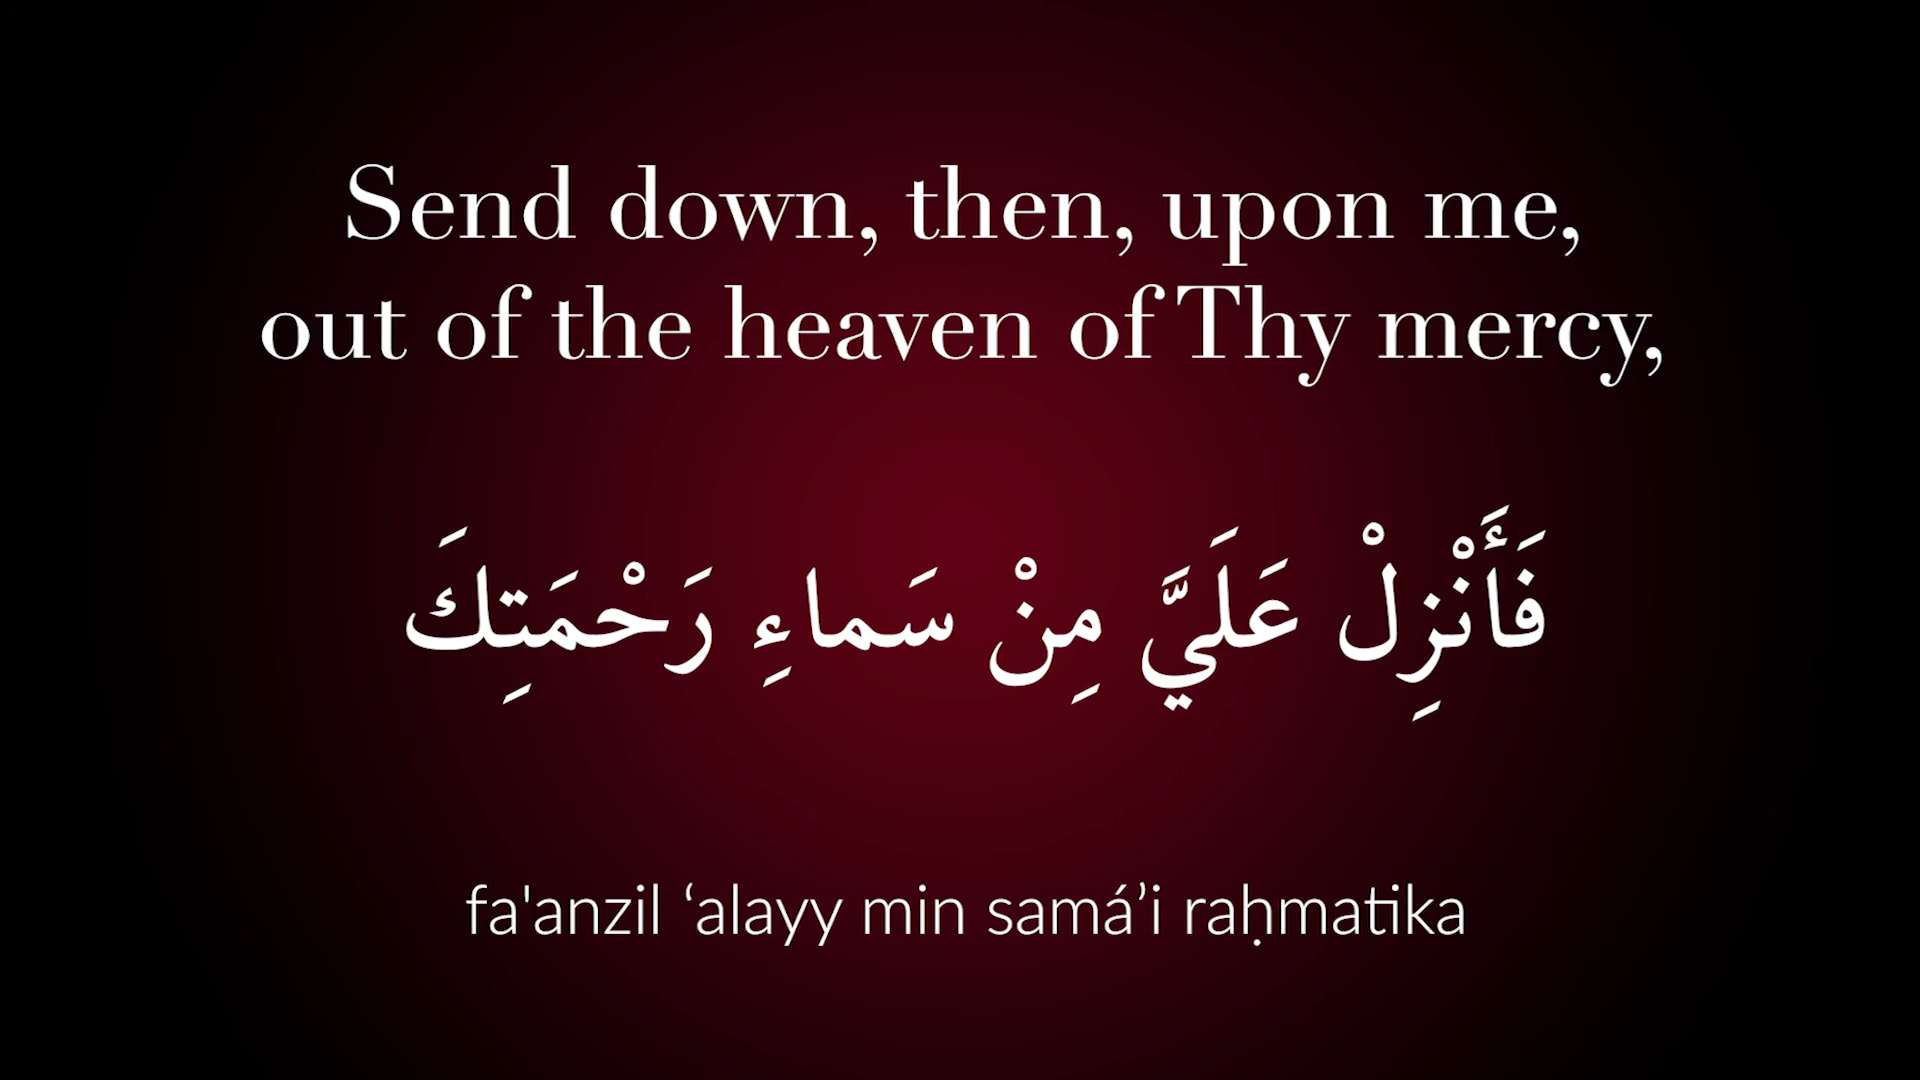 Send down, then, upon me,
out of the heaven of Thy mercy,
فَأَنْزِلْ عَلَيَّ مِنْ سَماءِ رَحْمَتِكَ
fa'anzil ‘alayy min samá’i raḥmatika